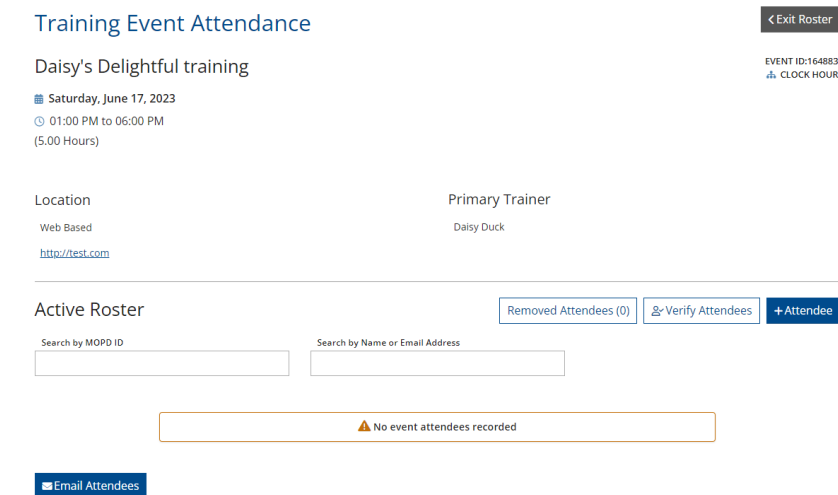 Training Event Attendance
Exit Roster
Daisy's Delightful training
EVENT ID:164883
CLOCK HOUR
Saturday, June 17, 2023
01:00 PM to 06:00 PM
(5.00 Hours)
Location
Primary Trainer
Web Based
Daisy Duck
http://test.com
Active Roster
Removed Attendees (0)
Verify Attendees
+Attendee
Search by MOPD ID
Search by Name or Email Address
No event attendees recorded
Email Attendees